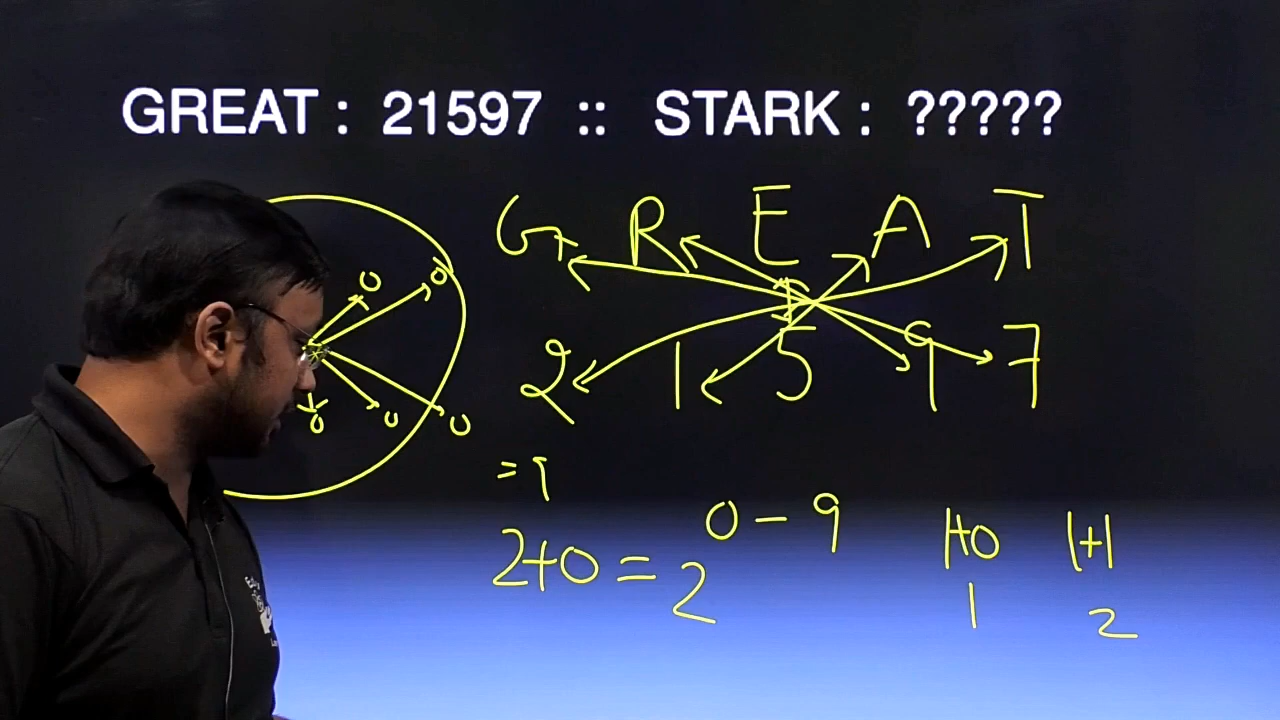 GREAT : 21597 :: STARK : ?????
G R E A T
2 1 5 9 7
= 9
0 - 9
2+0 = 2
1+0 1+1
1 2